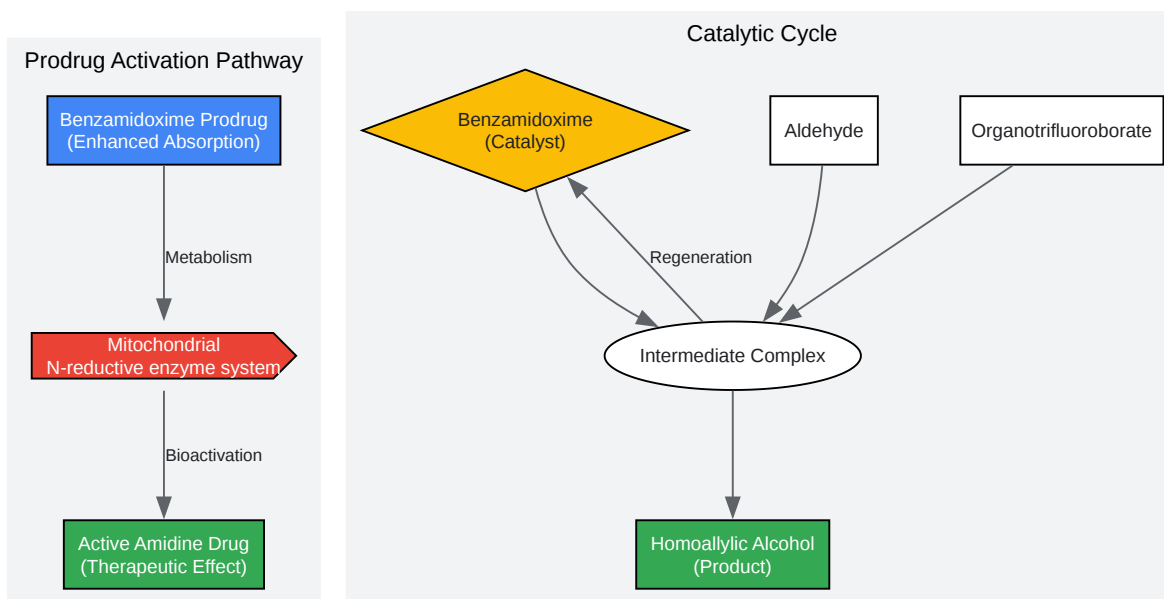 Prodrug Activation Pathway
Benzamidoxime Prodrug
(Enhanced Absorption)
Metabolism
Mitochondrial
N-reductive enzyme system
Bioactivation
Active Amidine Drug
(Therapeutic Effect)
Catalytic Cycle
Benzamidoxime
(Catalyst)
Aldehyde
Organotrifluoroborate
Regeneration
Intermediate Complex
Homoallylic Alcohol
(Product)